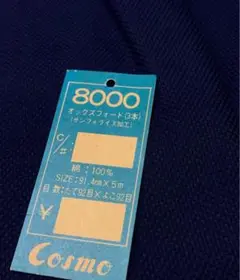 8000
オックスフォード(3本)
(サンフォライズ加工)
C/#:
綿:100%
SIZE:91.4cm×5m
目数:たて92目×よこ92目
¥
Cosmo